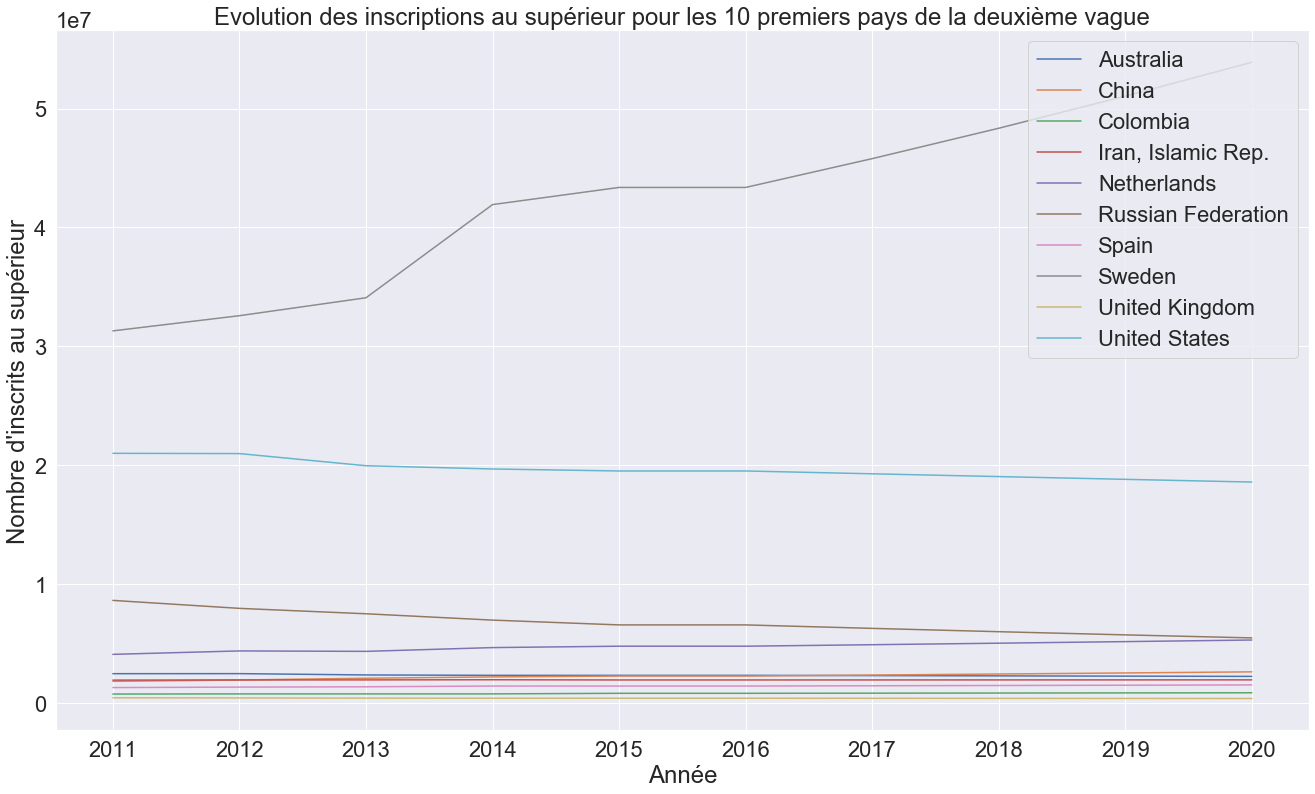 Evolution des inscriptions au supérieur pour les 10 premiers pays de la deuxième vague
1e7
5
4
3
2
1
0
Nombre d'inscrits au supérieur
Australia
China
Colombia
Iran, Islamic Rep.
Netherlands
Russian Federation
Spain
Sweden
United Kingdom
United States
2011 2012 2013 2014 2015 2016 2017 2018 2019 2020
Année